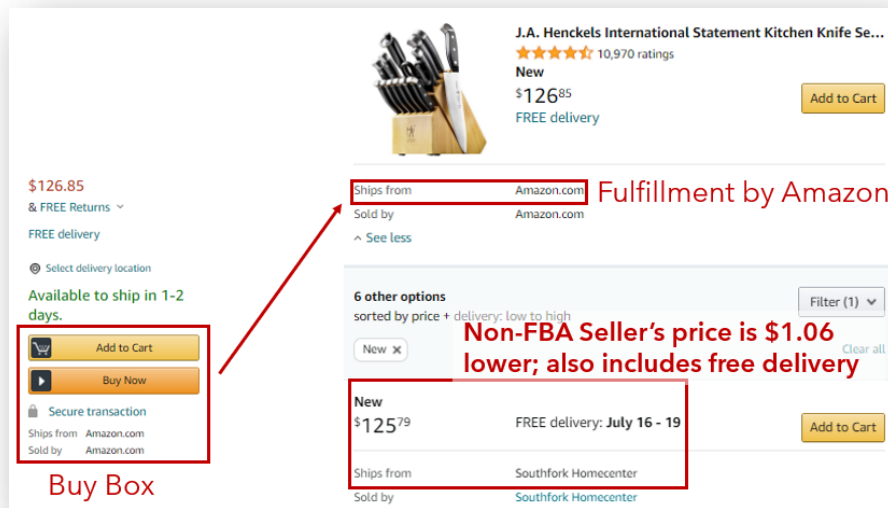 J.A. Henckels International Statement Kitchen Knife Se...
10,970 ratings
New
$12685
FREE delivery
Add to Cart
$126.85
& FREE Returns
FREE delivery
Select delivery location
Available to ship in 1-2
days.
Add to Cart
Buy Now
Secure transaction
Ships from Amazon.com
Sold by Amazon.com
Buy Box
Ships from Amazon.com
Fulfillment by Amazon
Sold by Amazon.com
See less
6 other options
sorted by price + delivery: low to high
Filter (1)
New
Clear all
Non-FBA Seller's price is $1.06
lower; also includes free delivery
New
$12579
FREE delivery: July 16 - 19
Add to Cart
Ships from Southfork Homecenter
Sold by Southfork Homecenter